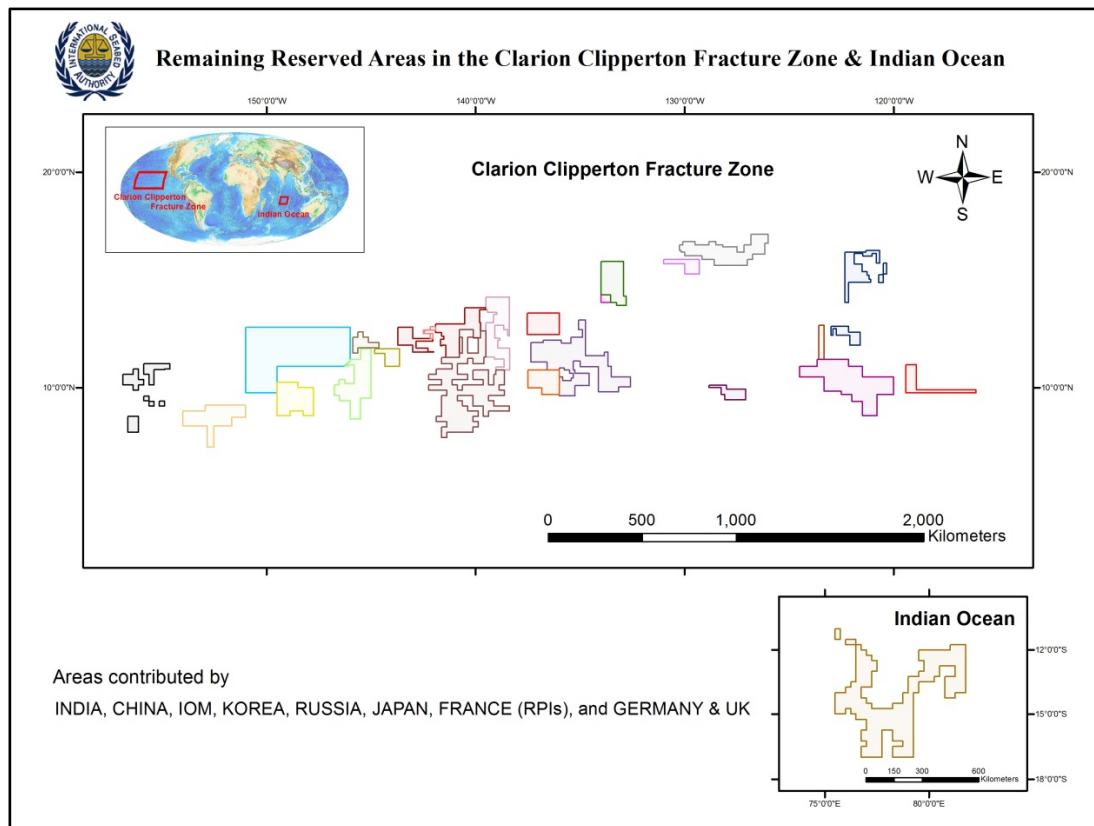 INTERNATIONAL SEABED AUTHORITY
Remaining Reserved Areas in the Clarion Clipperton Fracture Zone & Indian Ocean
150°0'0"W 140°0'0"W 130°0'0"W 120°0'0"W
Clarion Clipperton
Fracture Zone
Indian Ocean
Clarion Clipperton Fracture Zone
N
W E
S
20°0'0"N 20°0'0"N
10°0'0"N 10°0'0"N
0 500 1,000 2,000
Kilometers
Indian Ocean
12°0'0"S
15°0'0"S
18°0'0"S
0 150 300 600
Kilometers
75°0'0"E 80°0'0"E
Areas contributed by
INDIA, CHINA, IOM, KOREA, RUSSIA, JAPAN, FRANCE (RPIs), and GERMANY & UK